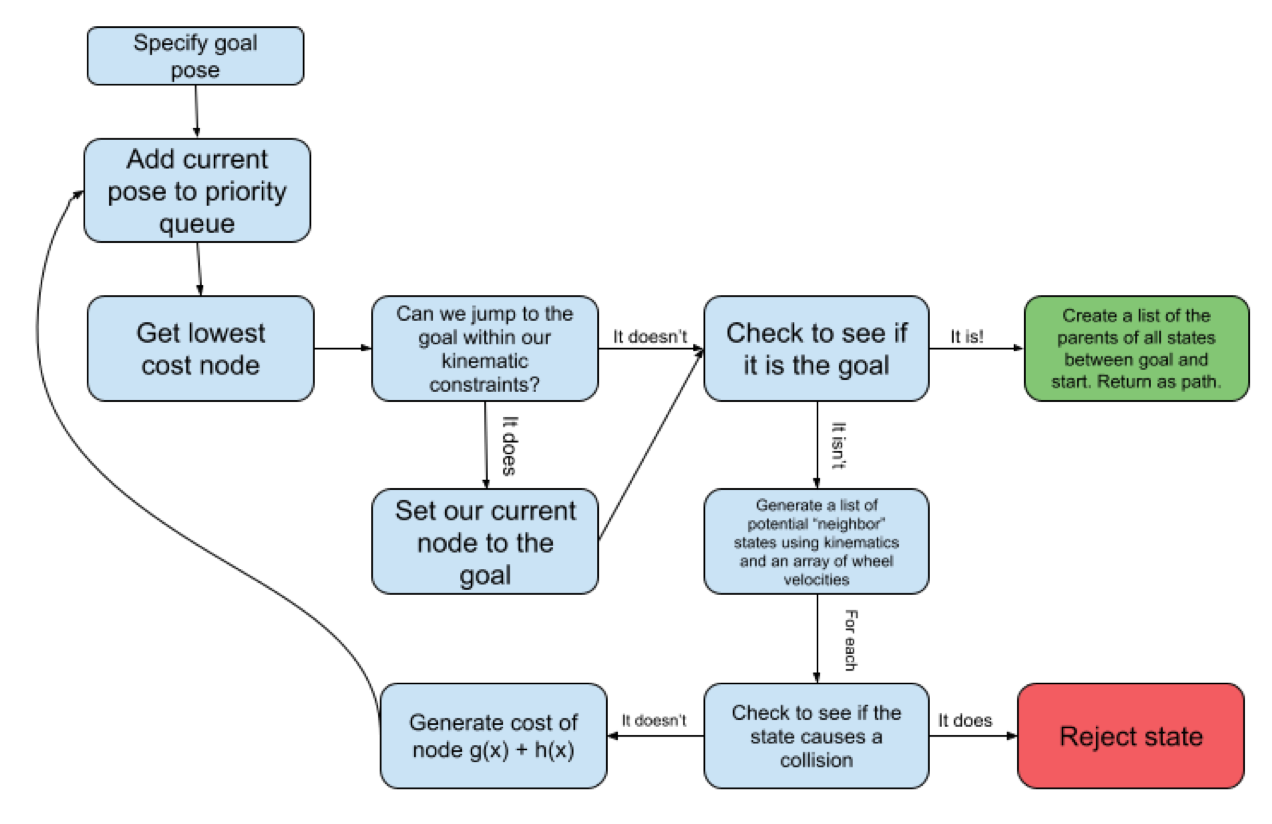 Specify goal
pose
Add current
pose to priority
queue
Get lowest
cost node
Can we jump to the
goal within our
kinematic
constraints?
It doesn't
Check to see if
it is the goal
It is!
Create a list of the
parents of all states
between goal and
start. Return as path.
It does
It isn't
Set our current
node to the
goal
Generate a list of
potential “neighbor”
states using kinematics
and an array of wheel
velocities
For each
Generate cost of
node g(x) + h(x)
It doesn't
Check to see if the
state causes a
collision
It does
Reject state